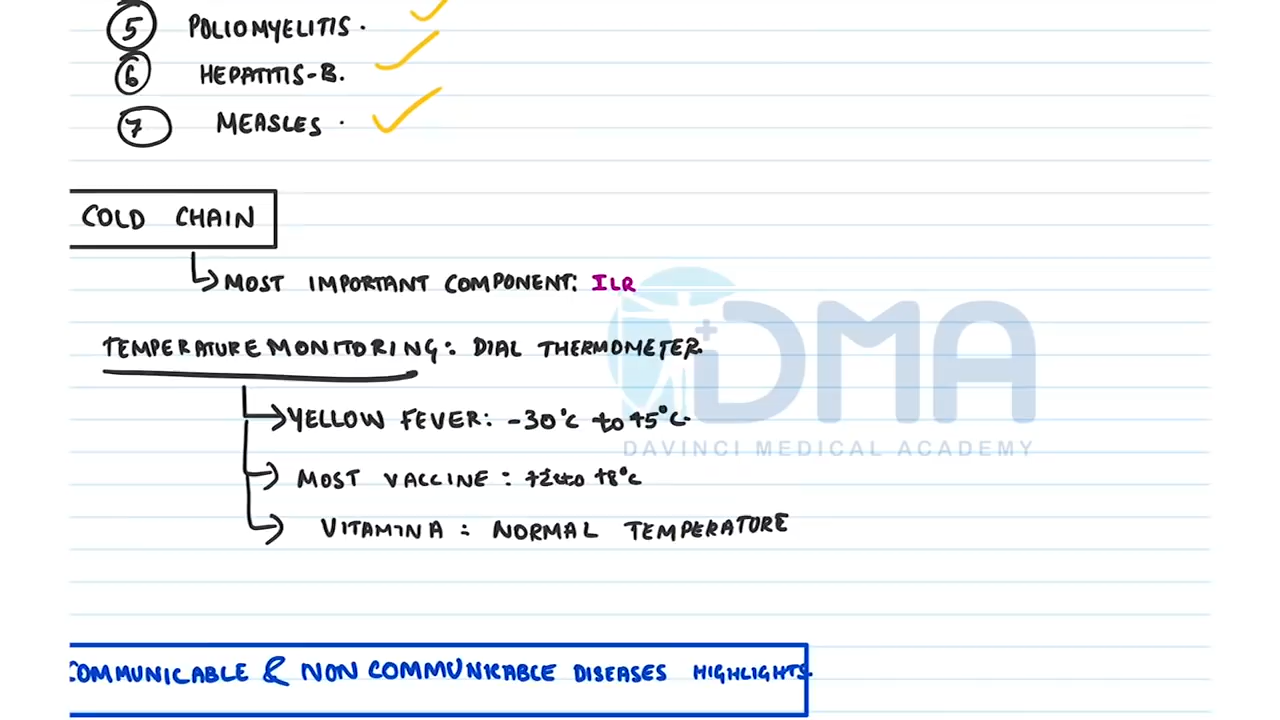 5 POLIOMYELITIS.
6 HEPATITIS-B.
7 MEASLES.
COLD CHAIN
MOST IMPORTANT COMPONENT: ILR
TEMPERATURE MONITORING: DIAL THERMOMETER.
YELLOW FEVER: -30°C to +5°C.
MOST VACCINE: +2 to +8°C
VITAMIN A: NORMAL TEMPERATURE
DMA
DAVINCI MEDICAL ACADEMY
COMMUNICABLE & NON COMMUNICABLE DISEASES HIGHLIGHTS.